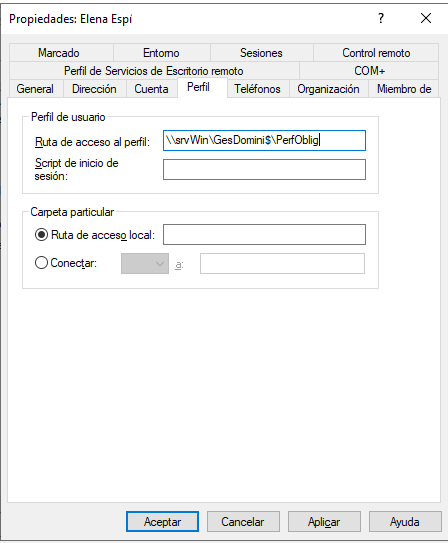 Propiedades: Elena Espí
?
Marcado Entorno Sesiones Control remoto
Perfil de Servicios de Escritorio remoto COM+
General Dirección Cuenta Perfil Teléfonos Organización Miembro de
Perfil de usuario
Ruta de acceso al perfil: \\srvWin\GesDomini$\PerfOblig
Script de inicio de
sesión:
Carpeta particular
Ruta de acceso local:
Conectar: a:
Aceptar Cancelar Aplicar Ayuda